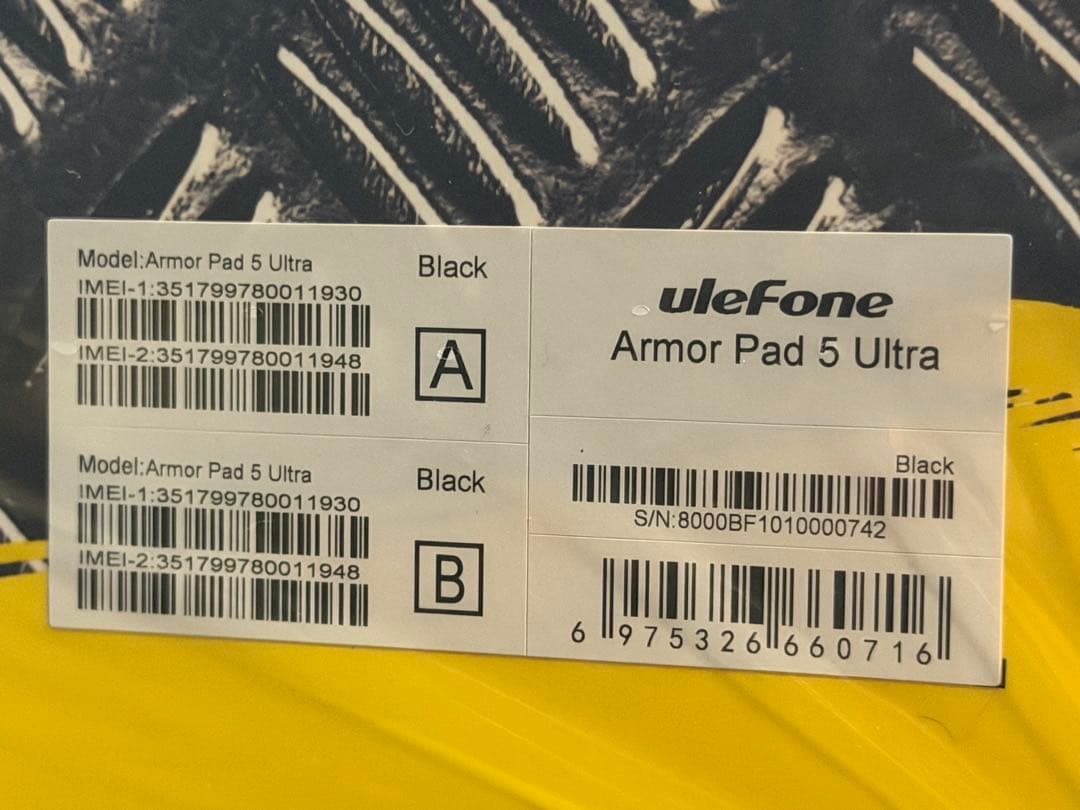 Model:Armor Pad 5 Ultra
Black
IMEI-1:351799780011930
IMEI-2:351799780011948
A
Model:Armor Pad 5 Ultra
Black
IMEI-1:351799780011930
IMEI-2:351799780011948
B
uleFone
Armor Pad 5 Ultra
Black
S/N:8000BF1010000742
6 975326 660716